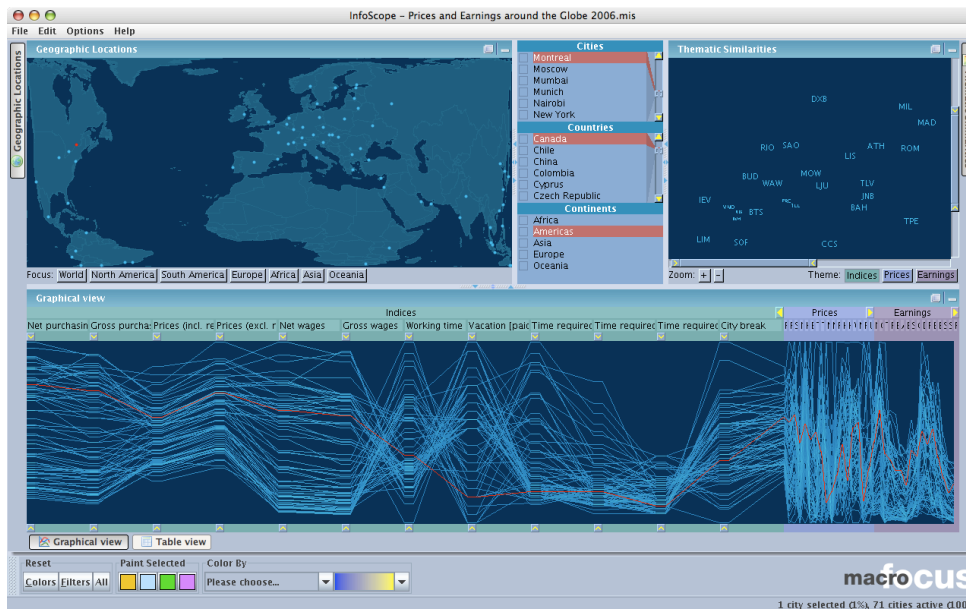 InfoScope - Prices and Earnings around the Globe 2006.mis
File Edit Options Help
Geographic Locations
Geographic Locations
Cities
Montreal
Moscow
Mumbai
Munich
Nairobi
New York
Countries
Canada
Chile
China
Colombia
Cyprus
Czech Republic
Continents
Africa
Americas
Asia
Europe
Oceania
Thematic Similarities
DXB
MIL
MAD
RIO SAO
ATH ROM
LIS
BUD
MOW
WAW
LJU
TLV
JNB
IEV
BTS
BAH
TPE
LIM
SOF
CCS
Focus: World North America South America Europe Africa Asia Oceania
Zoom: + - Theme: Indices Prices Earnings
Graphical view
Indices Prices Earnings
Net purchasin Gross purcha: Prices (incl. re Prices (excl. r Net wages Gross wages Working time Vacation [paid Time required Time required Time required City break
Graphical view Table view
Reset Paint Selected Color By
Colors Filters All Please choose...
macrofocus
1 city selected (1%), 71 cities active (100